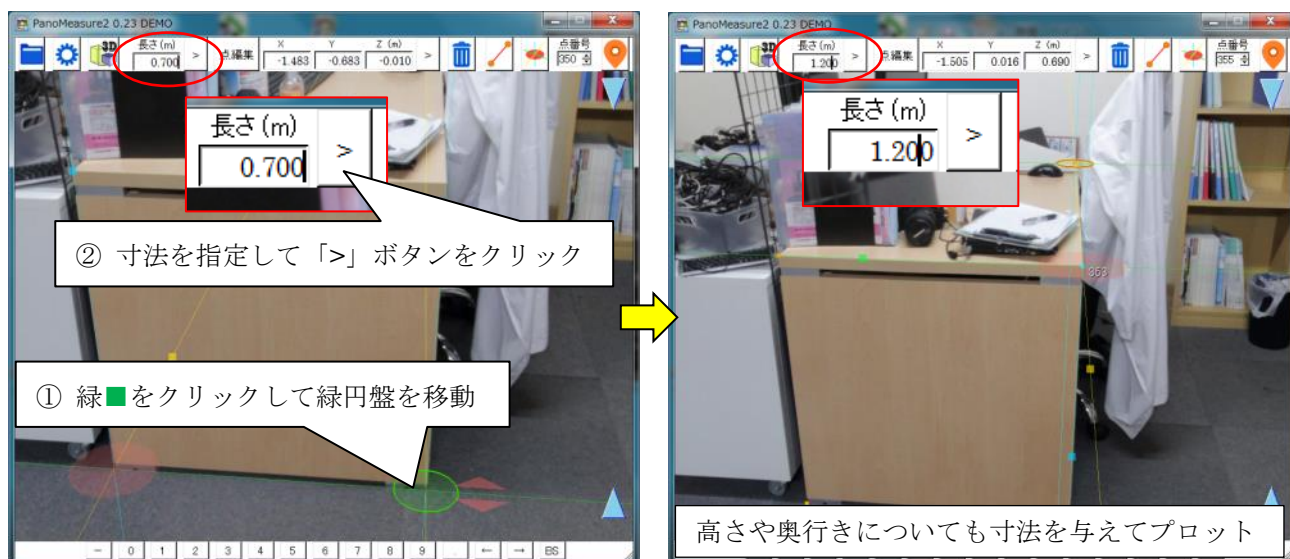 PanoMeasure2 0.23 DEMO
3D
長さ(m)
0.700
>
点編集
X
Y
Z (m)
-1.483
-0.683
-0.010
>
点番号
350
長さ(m)
0.700
>
② 寸法を指定して「>」ボタンをクリック
① 緑■をクリックして緑円盤を移動
- 0 1 2 3 4 5 6 7 8 9 . ← → BS
PanoMeasure2 0.23 DEMO
3D
長さ(m)
1.200
>
点編集
X
Y
Z (m)
-1.505
0.016
0.690
>
点番号
355
長さ(m)
1.200
>
353
高さや奥行きについても寸法を与えてプロット